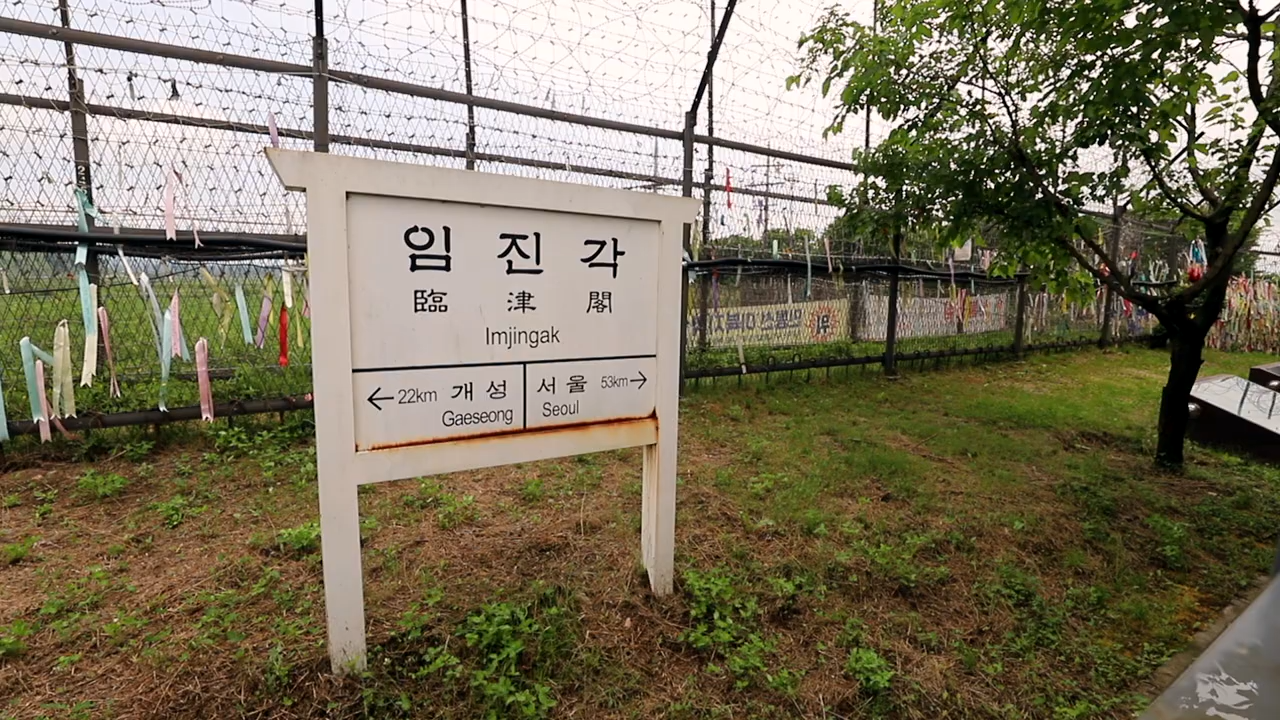 임 진 각
臨 津 閣
Imjingak
← 22km 개 성
Gaeseong
서 울 53km →
Seoul